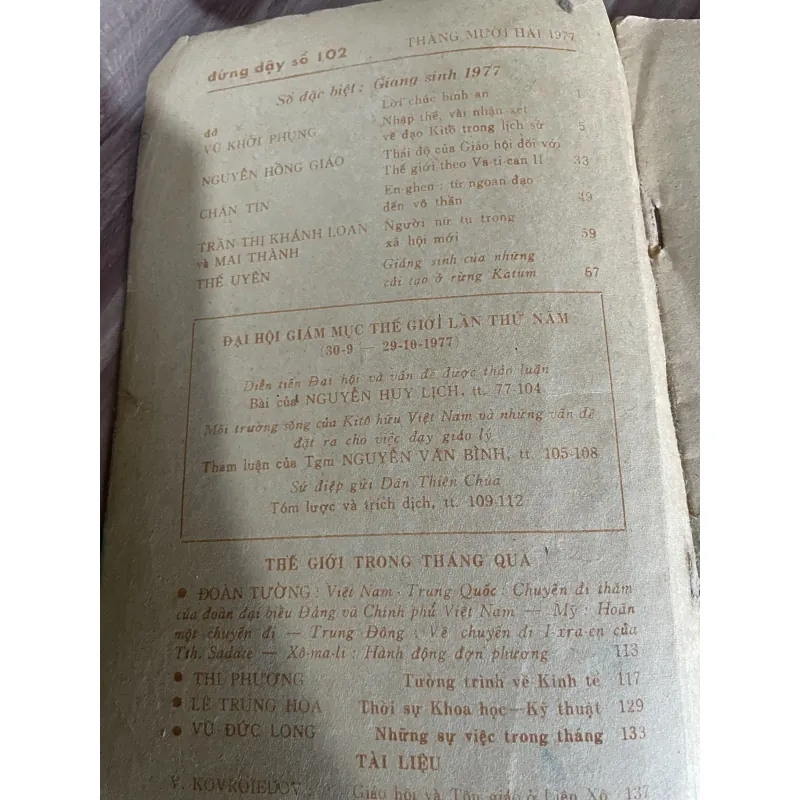 đứng dậy số 102 THÁNG MƯỜI HAI 1977
Số đặc biệt : Giáng sinh 1977
đd Lời chúc bình an 1
VŨ KHỞI PHỤNG Nhập thể, vài nhận xét
về đạo Kitô trong lịch sử 5
NGUYỄN HỒNG GIÁO Thái độ của Giáo hội đối với
Thế giới theo Va-ti-can II 33
CHÂN TÍN En-ghen : từ ngoan đạo
đến vô thần 49
TRẦN THỊ KHÁNH LOAN Người nữ tu trong
và MAI THÀNH xã hội mới 59
THẾ UYÊN Giáng sinh của những
cải tạo ở rừng Katum 67
ĐẠI HỘI GIÁM MỤC THẾ GIỚI LẦN THỨ NĂM
(30-9 — 29-10-1977)
Diễn tiến Đại hội và vấn đề được thảo luận
Bài của NGUYỄN HUY LỊCH, tt. 77-104
Môi trường sống của Kitô hữu Việt Nam và những vấn đề
đặt ra cho việc dạy giáo lý
Tham luận của Tgm NGUYỄN VĂN BÌNH, tt. 105-108
Sứ điệp gửi Dân Thiên Chúa
Tóm lược và trích dịch, tt. 109-112
THẾ GIỚI TRONG THÁNG QUA
• ĐOÀN TƯỜNG : Việt Nam - Trung Quốc : Chuyến đi thăm
của đoàn đại biểu Đảng và Chính phủ Việt Nam — Mỹ : Hoãn
một chuyến đi — Trung Đông : Về chuyến đi I-xra-en của
Tth. Sadate — Xô-ma-li : Hành động đơn phương 113
• THI PHƯƠNG Tường trình về Kinh tế 117
• LÊ TRUNG HOA Thời sự Khoa học—Kỹ thuật 129
• VŨ ĐỨC LONG Những sự việc trong tháng 133
TÀI LIỆU
V. KOVROIEDOV Giáo hội và Tôn giáo ở Liên Xô 137